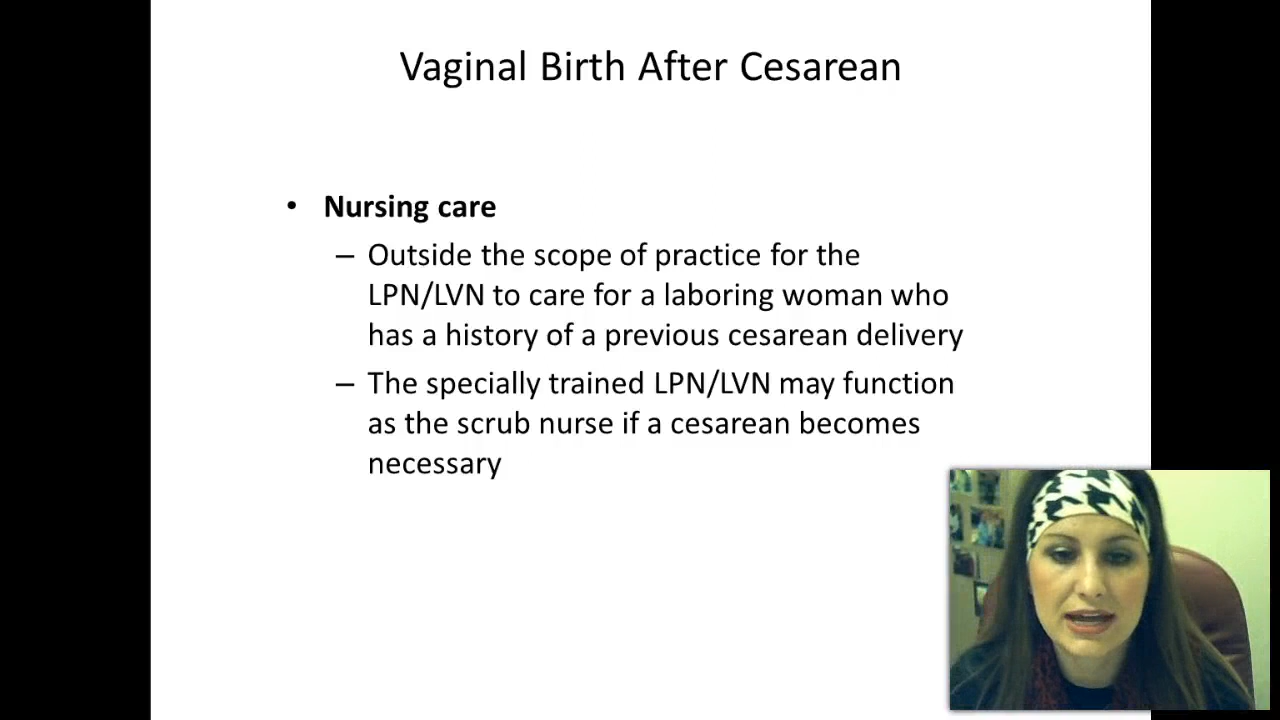 Vaginal Birth After Cesarean
• Nursing care
– Outside the scope of practice for the
LPN/LVN to care for a laboring woman who
has a history of a previous cesarean delivery
– The specially trained LPN/LVN may function
as the scrub nurse if a cesarean becomes
necessary